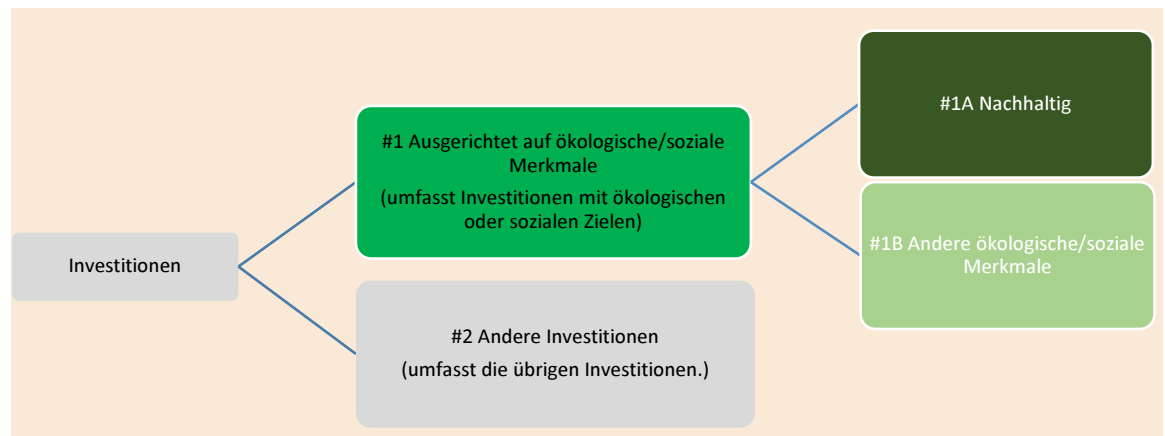 Investitionen
#1 Ausgerichtet auf ökologische/soziale
Merkmale
(umfasst Investitionen mit ökologischen
oder sozialen Zielen)
#2 Andere Investitionen
(umfasst die übrigen Investitionen.)
#1A Nachhaltig
#1B Andere ökologische/soziale
Merkmale